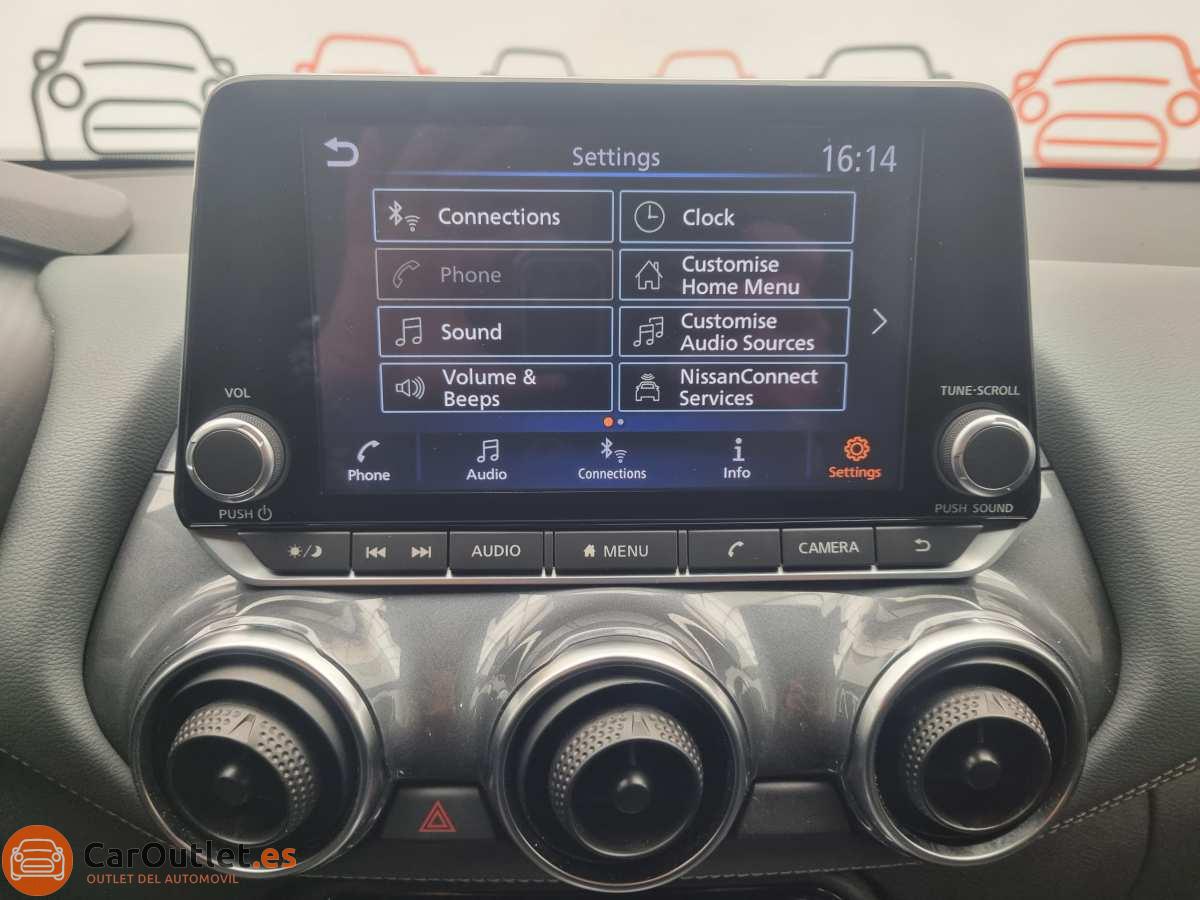 Settings
16:14
Connections
Clock
Phone
Customise
Home Menu
Sound
Customise
Audio Sources
Volume &
Beeps
NissanConnect
Services
Phone
Audio
Connections
Info
Settings
VOL
TUNE·SCROLL
PUSH
PUSH SOUND
AUDIO
MENU
CAMERA
CarOutlet.es
OUTLET DEL AUTOMOVIL